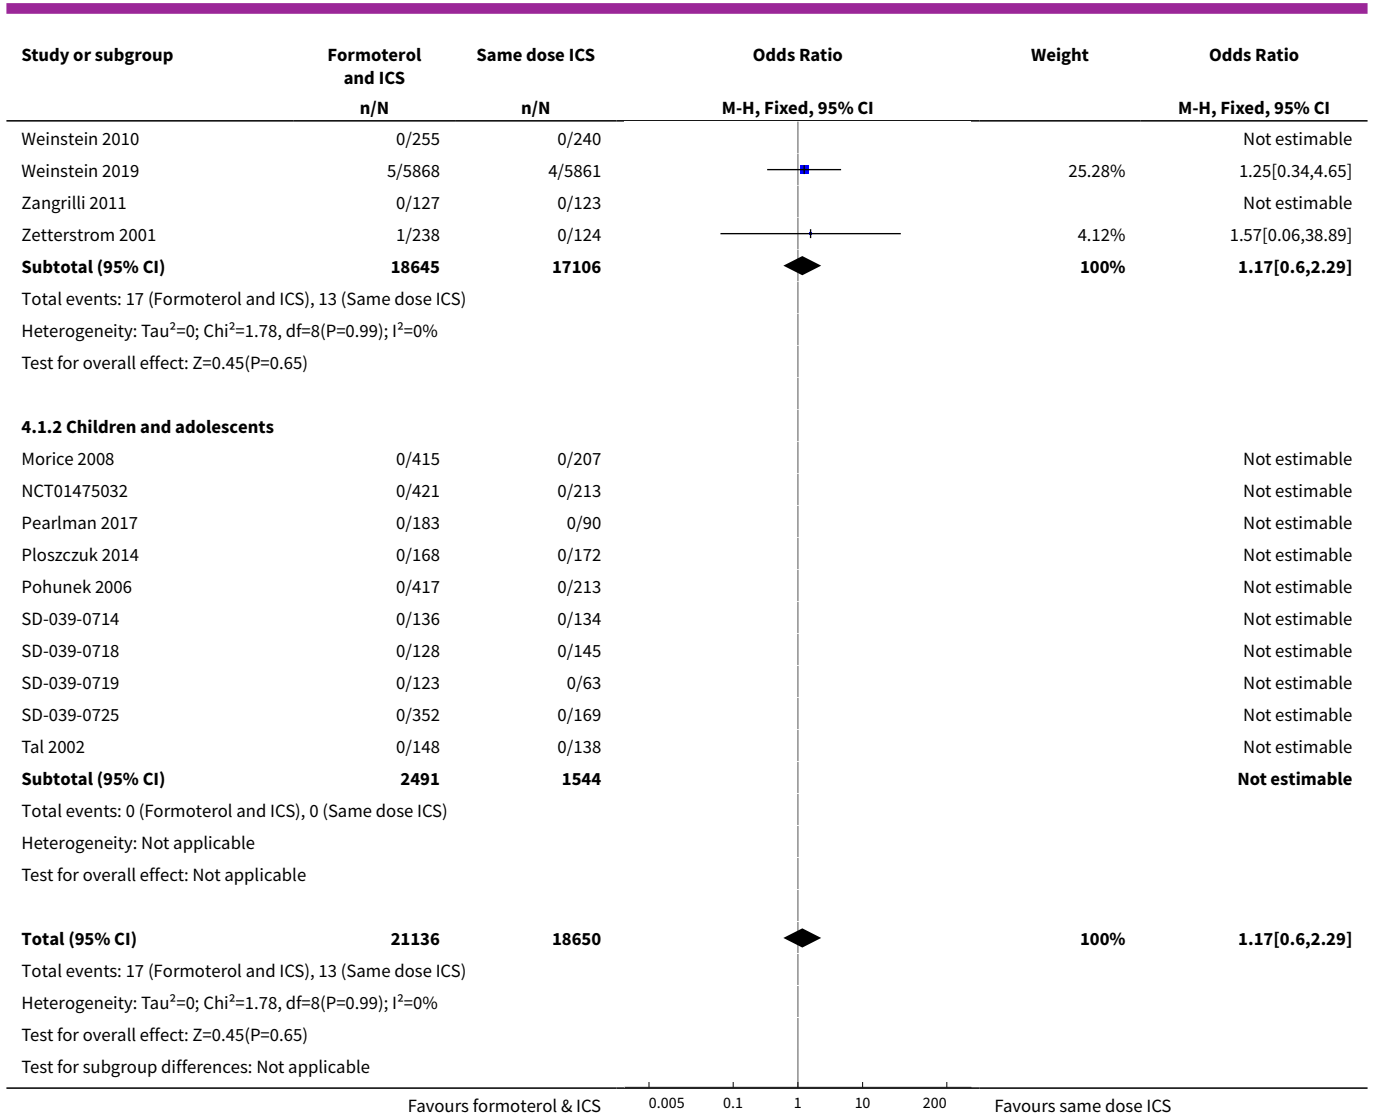 Study or subgroup Formoterol and ICS Same dose ICS Odds Ratio Weight Odds Ratio
n/N n/N M-H, Fixed, 95% CI M-H, Fixed, 95% CI
Weinstein 2010 0/255 0/240 Not estimable
Weinstein 2019 5/5868 4/5861 25.28% 1.25[0.34,4.65]
Zangrilli 2011 0/127 0/123 Not estimable
Zetterstrom 2001 1/238 0/124 4.12% 1.57[0.06,38.89]
Subtotal (95% CI) 18645 17106 100% 1.17[0.6,2.29]
Total events: 17 (Formoterol and ICS), 13 (Same dose ICS)
Heterogeneity: Tau²=0; Chi²=1.78, df=8(P=0.99); I²=0%
Test for overall effect: Z=0.45(P=0.65)
4.1.2 Children and adolescents
Morice 2008 0/415 0/207 Not estimable
NCT01475032 0/421 0/213 Not estimable
Pearlman 2017 0/183 0/90 Not estimable
Ploszczuk 2014 0/168 0/172 Not estimable
Pohunek 2006 0/417 0/213 Not estimable
SD-039-0714 0/136 0/134 Not estimable
SD-039-0718 0/128 0/145 Not estimable
SD-039-0719 0/123 0/63 Not estimable
SD-039-0725 0/352 0/169 Not estimable
Tal 2002 0/148 0/138 Not estimable
Subtotal (95% CI) 2491 1544 Not estimable
Total events: 0 (Formoterol and ICS), 0 (Same dose ICS)
Heterogeneity: Not applicable
Test for overall effect: Not applicable
Total (95% CI) 21136 18650 100% 1.17[0.6,2.29]
Total events: 17 (Formoterol and ICS), 13 (Same dose ICS)
Heterogeneity: Tau²=0; Chi²=1.78, df=8(P=0.99); I²=0%
Test for overall effect: Z=0.45(P=0.65)
Test for subgroup differences: Not applicable
Favours formoterol & ICS 0.005 0.1 1 10 200 Favours same dose ICS